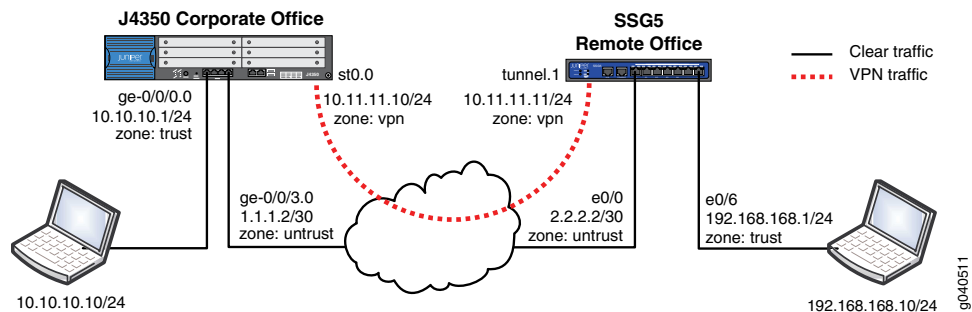 J4350 Corporate Office
SSG5
Remote Office
Clear traffic
VPN traffic
JUNIPER
J4350
st0.0
10.11.11.10/24
zone: vpn
tunnel.1
10.11.11.11/24
zone: vpn
ge-0/0/0.0
10.10.10.1/24
zone: trust
ge-0/0/3.0
1.1.1.2/30
zone: untrust
e0/0
2.2.2.2/30
zone: untrust
e0/6
192.168.168.1/24
zone: trust
10.10.10.10/24
192.168.168.10/24
g040511